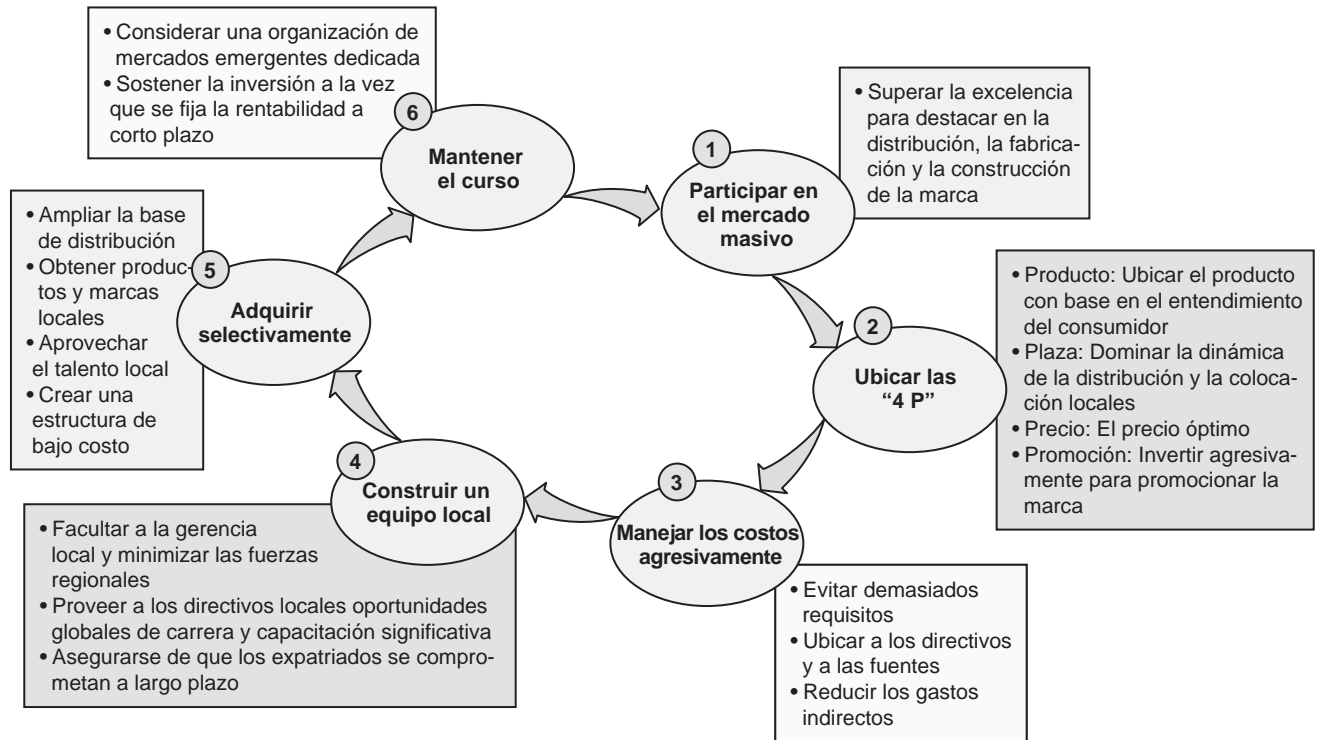 • Considerar una organización de
mercados emergentes dedicada
• Sostener la inversión a la vez
que se fija la rentabilidad a
corto plazo
6
Mantener
el curso
• Superar la excelencia
para destacar en la
distribución, la fabrica-
ción y la construcción
de la marca
1
Participar en
el mercado
masivo
• Producto: Ubicar el producto
con base en el entendimiento
del consumidor
• Plaza: Dominar la dinámica
de la distribución y la coloca-
ción locales
• Precio: El precio óptimo
• Promoción: Invertir agresiva-
mente para promocionar la
marca
2
Ubicar las
“4 P”
3
Manejar los costos
agresivamente
• Evitar demasiados
requisitos
• Ubicar a los directivos
y a las fuentes
• Reducir los gastos
indirectos
4
Construir un
equipo local
• Facultar a la gerencia
local y minimizar las fuerzas
regionales
• Proveer a los directivos locales oportunidades
globales de carrera y capacitación significativa
• Asegurarse de que los expatriados se compro-
metan a largo plazo
5
Adquirir
selectivamente
• Ampliar la base
de distribución
• Obtener produc-
tos y marcas
locales
• Aprovechar
el talento local
• Crear una
estructura de
bajo costo